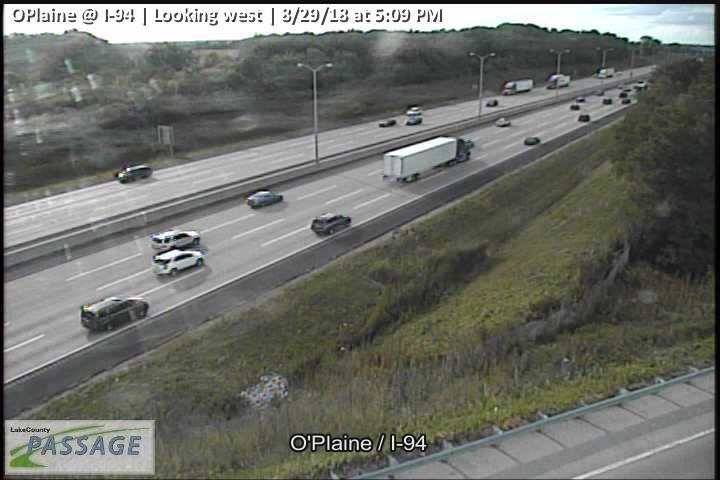 OPlaine @ I-94 | Looking west | 8/29/18 at 5:09 PM
O'Plaine / I-94
LakeCounty
PASSAGE